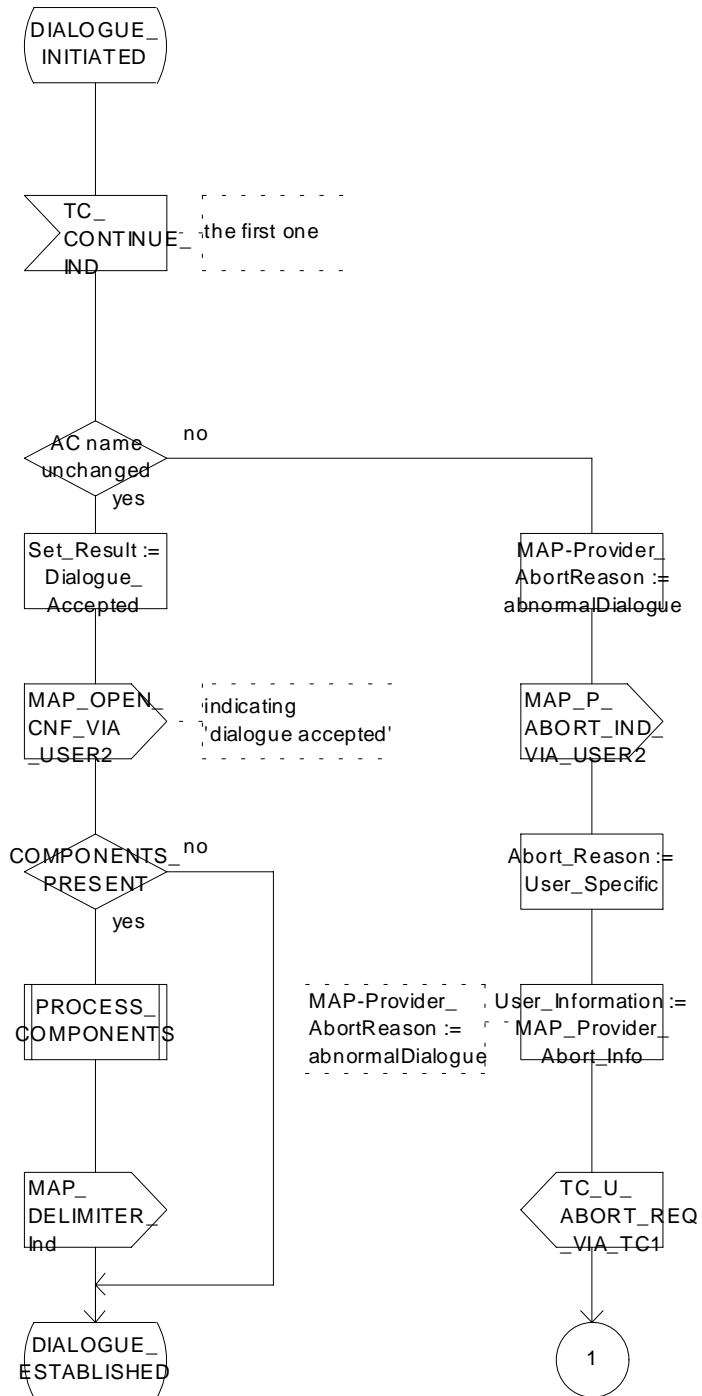 DIALOGUE_
INITIATED
TC_
CONTINUE_
IND
the first one
AC name
unchanged
no
yes
Set_Result :=
Dialogue_
Accepted
MAP_OPEN_
CNF_VIA
_USER2
indicating
'dialogue accepted'
COMPONENTS_
PRESENT
no
yes
PROCESS_
COMPONENTS
MAP_
DELIMITER_
Ind
DIALOGUE_
ESTABLISHED
MAP-Provider_
AbortReason :=
abnormalDialogue
MAP_P_
ABORT_IND_
VIA_USER2
Abort_Reason :=
User_Specific
MAP-Provider_
AbortReason :=
abnormalDialogue
User_Information :=
MAP_Provider_
Abort_Info
TC_U_
ABORT_REQ
_VIA_TC1
1